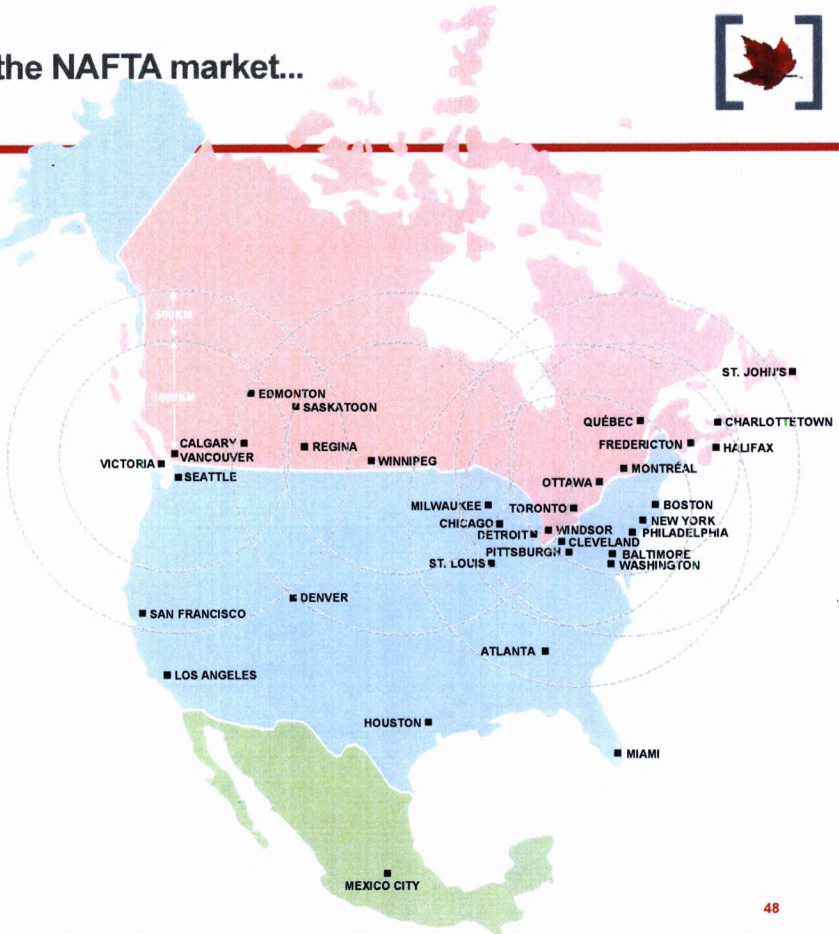 the NAFTA market...
500KM
1000KM
ST. JOHN'S
EDMONTON
SASKATOON
QUÉBEC
CHARLOTTETOWN
CALGARY
REGINA
FREDERICTON
HALIFAX
VANCOUVER
VICTORIA
WINNIPEG
MONTRÉAL
SEATTLE
OTTAWA
MILWAUKEE
TORONTO
BOSTON
CHICAGO
NEW YORK
DETROIT
WINDSOR
PHILADELPHIA
CLEVELAND
PITTSBURGH
BALTIMORE
ST. LOUIS
WASHINGTON
DENVER
SAN FRANCISCO
ATLANTA
LOS ANGELES
HOUSTON
MIAMI
MEXICO CITY
48